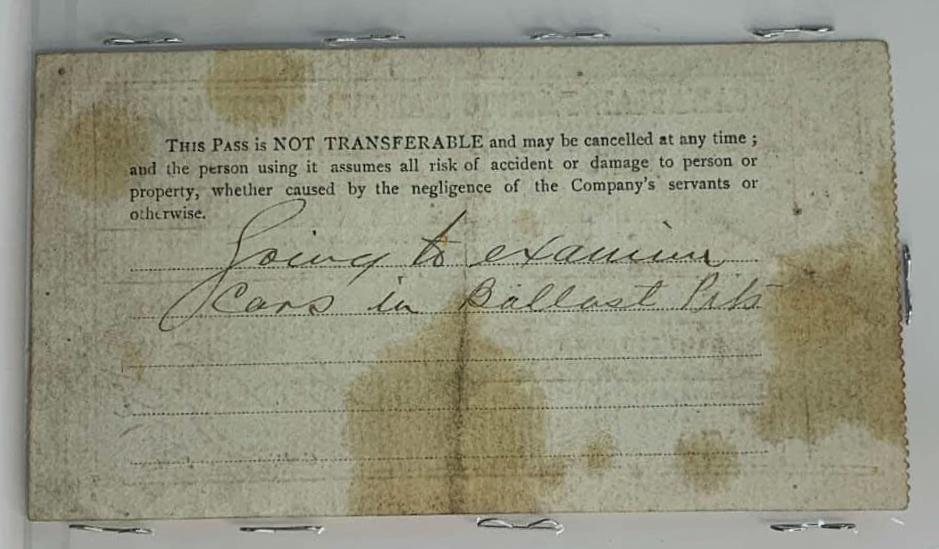 THIS PASS is NOT TRANSFERABLE and may be cancelled at any time ;
and the person using it assumes all risk of accident or damage to person or
property, whether caused by the negligence of the Company's servants or
otherwise.
Going to examine
cars in Ballast Pits